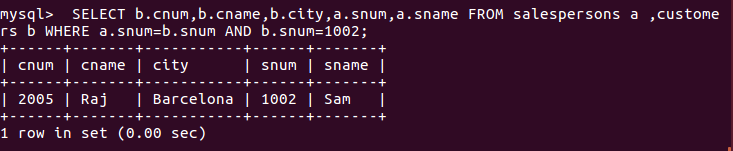 mysql>  SELECT b.cnum,b.cname,b.city,a.snum,a.sname FROM salespersons a ,custome
rs b WHERE a.snum=b.snum AND b.snum=1002;
+------+-------+-----------+------+-------+
| cnum | cname | city      | snum | sname |
+------+-------+-----------+------+-------+
| 2005 | Raj   | Barcelona | 1002 | Sam   |
+------+-------+-----------+------+-------+
1 row in set (0.00 sec)